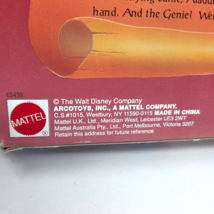 hand. And the Genie! We
65439
MATTEL
© The Walt Disney Company
ARCOTOYS, INC., A MATTEL COMPANY.
C.S.#1015, Westbury, NY 11590-0115 MADE IN CHINA
Mattel U.K., Ltd., Meridian West, Leicester LE3 2WT
Mattel Australia Pty., Ltd., Port Melbourne, Victoria 3207
Retain this address for future reference.